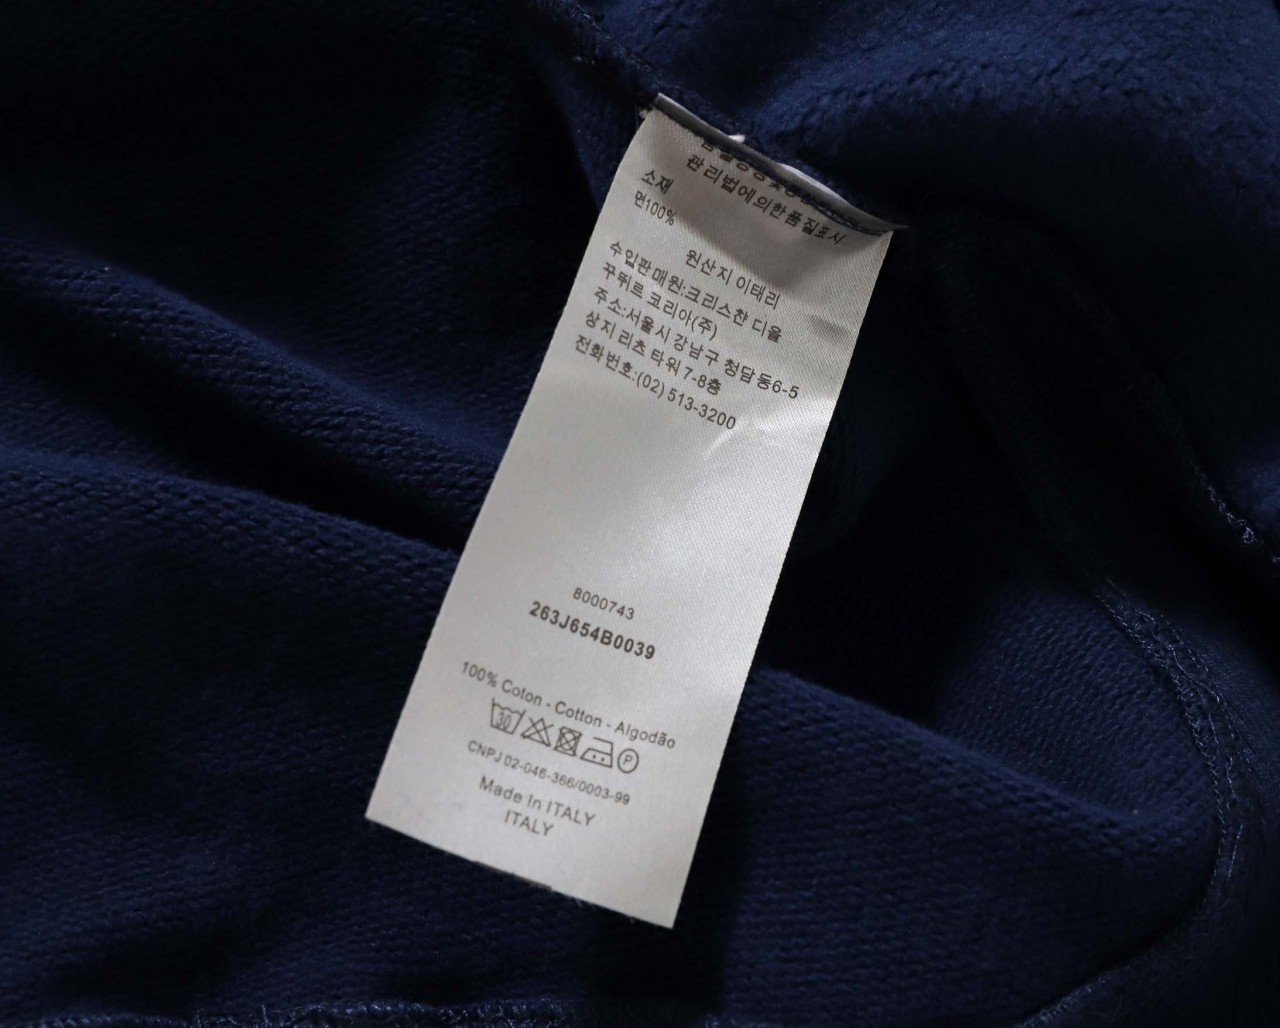 관리법에의한품질표시
소재
면100%
원산지 이태리
수입판매원:크리스챤 디올
꾸뛰르 코리아(주)
주소:서울시 강남구 청담동6-5
상지 리츠 타워 7-8층
전화번호:(02) 513-3200
8000743
263J654B0039
100% Coton - Cotton - Algodão
30
P
CNPJ 02-046-366/0003-99
Made In ITALY
ITALY